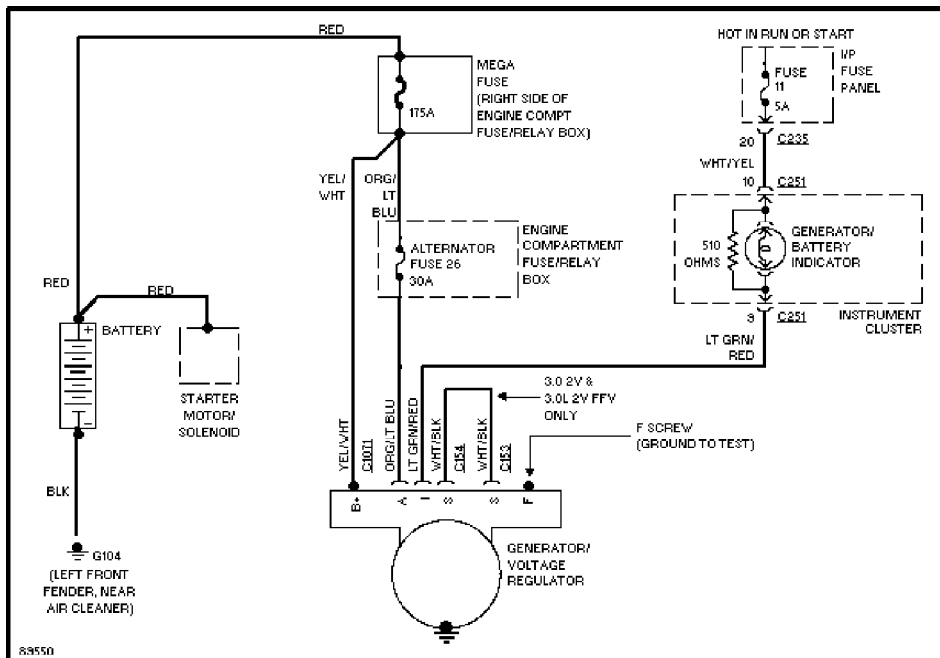 RED
HOT IN RUN OR START
MEGA
FUSE
(RIGHT SIDE OF
ENGINE COMPT
FUSE/RELAY BOX)
175A
FUSE
11
5A
I/P
FUSE
PANEL
20
C235
WHT/YEL
10
C251
YEL/
WHT
ORG/
LT
BLU
ALTERNATOR
FUSE 26
30A
ENGINE
COMPARTMENT
FUSE/RELAY
BOX
510
OHMS
GENERATOR/
BATTERY
INDICATOR
9
C251
INSTRUMENT
CLUSTER
LT GRN/
RED
RED
RED
BATTERY
+
-
STARTER
MOTOR/
SOLENOID
3.0 2V &
3.0L 2V FFV
ONLY
F SCREW
(GROUND TO TEST)
YEL/WHT
C1071
ORG/LT BLU
LT GRN/RED
WHT/BLK
C154
WHT/BLK
C153
B+
A
I
S
S
F
BLK
G104
(LEFT FRONT
FENDER, NEAR
AIR CLEANER)
GENERATOR/
VOLTAGE
REGULATOR
89550